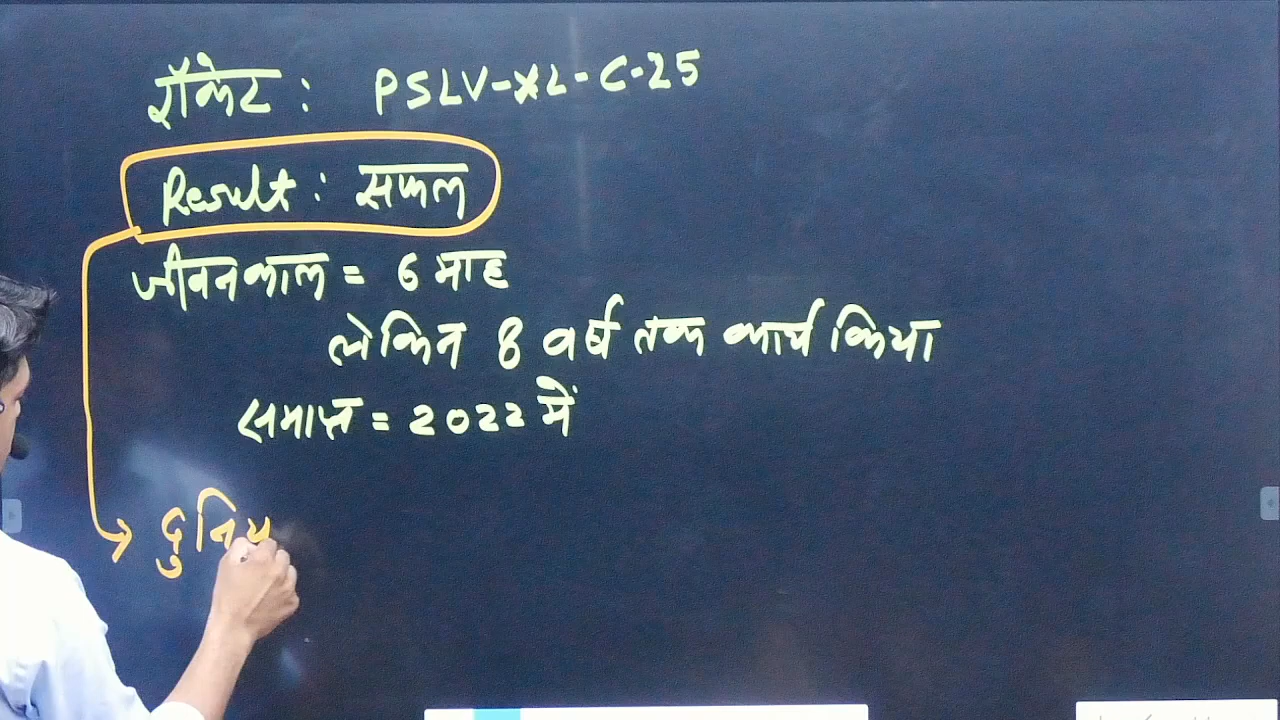 रॉकेट : PSLV-XL-C-25
Result : सफल
जीवनकाल = 6 माह
लेकिन 8 वर्ष तक कार्य किया
समाप्त = 2022 में
→ दुनिय